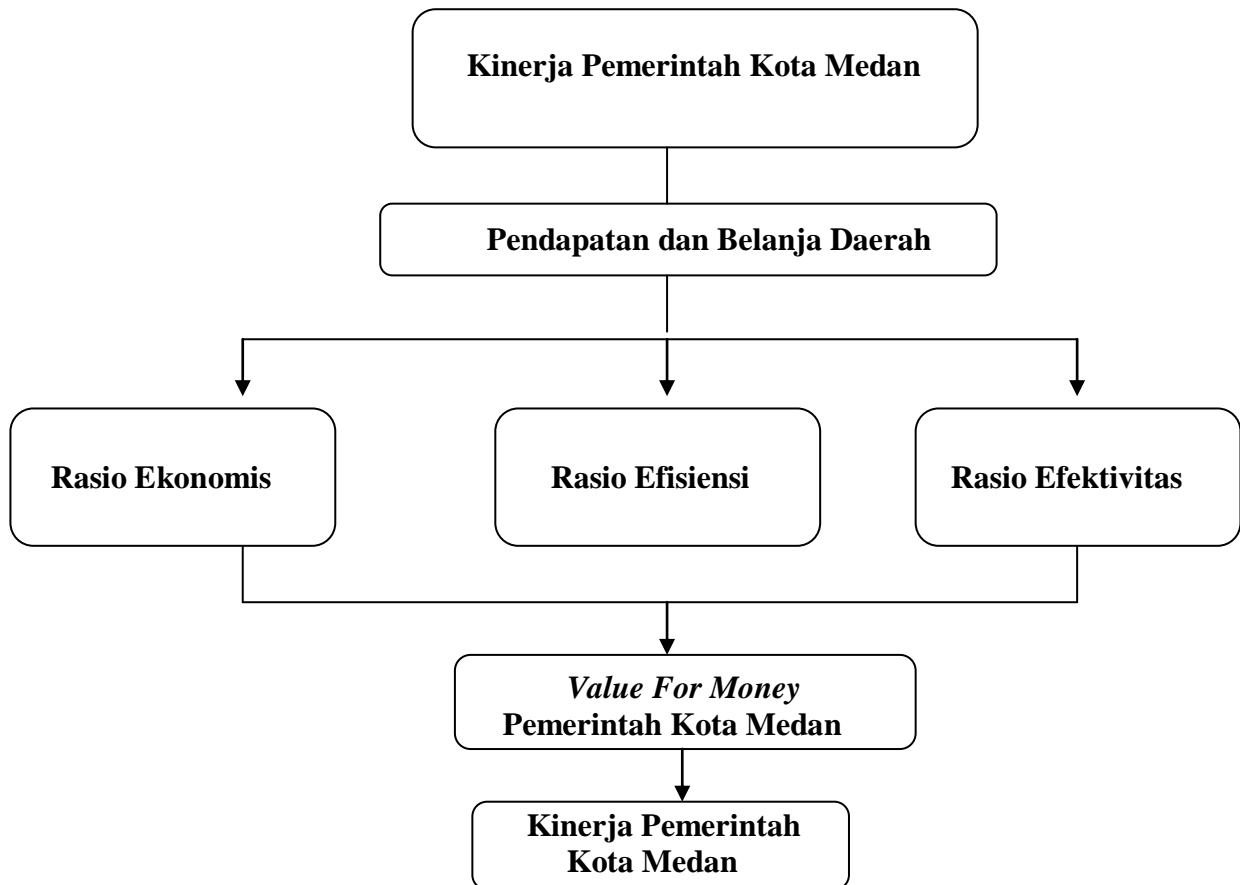 Kinerja Pemerintah Kota Medan
Pendapatan dan Belanja Daerah
Rasio Ekonomis
Rasio Efisiensi
Rasio Efektivitas
Value For Money
Pemerintah Kota Medan
Kinerja Pemerintah
Kota Medan